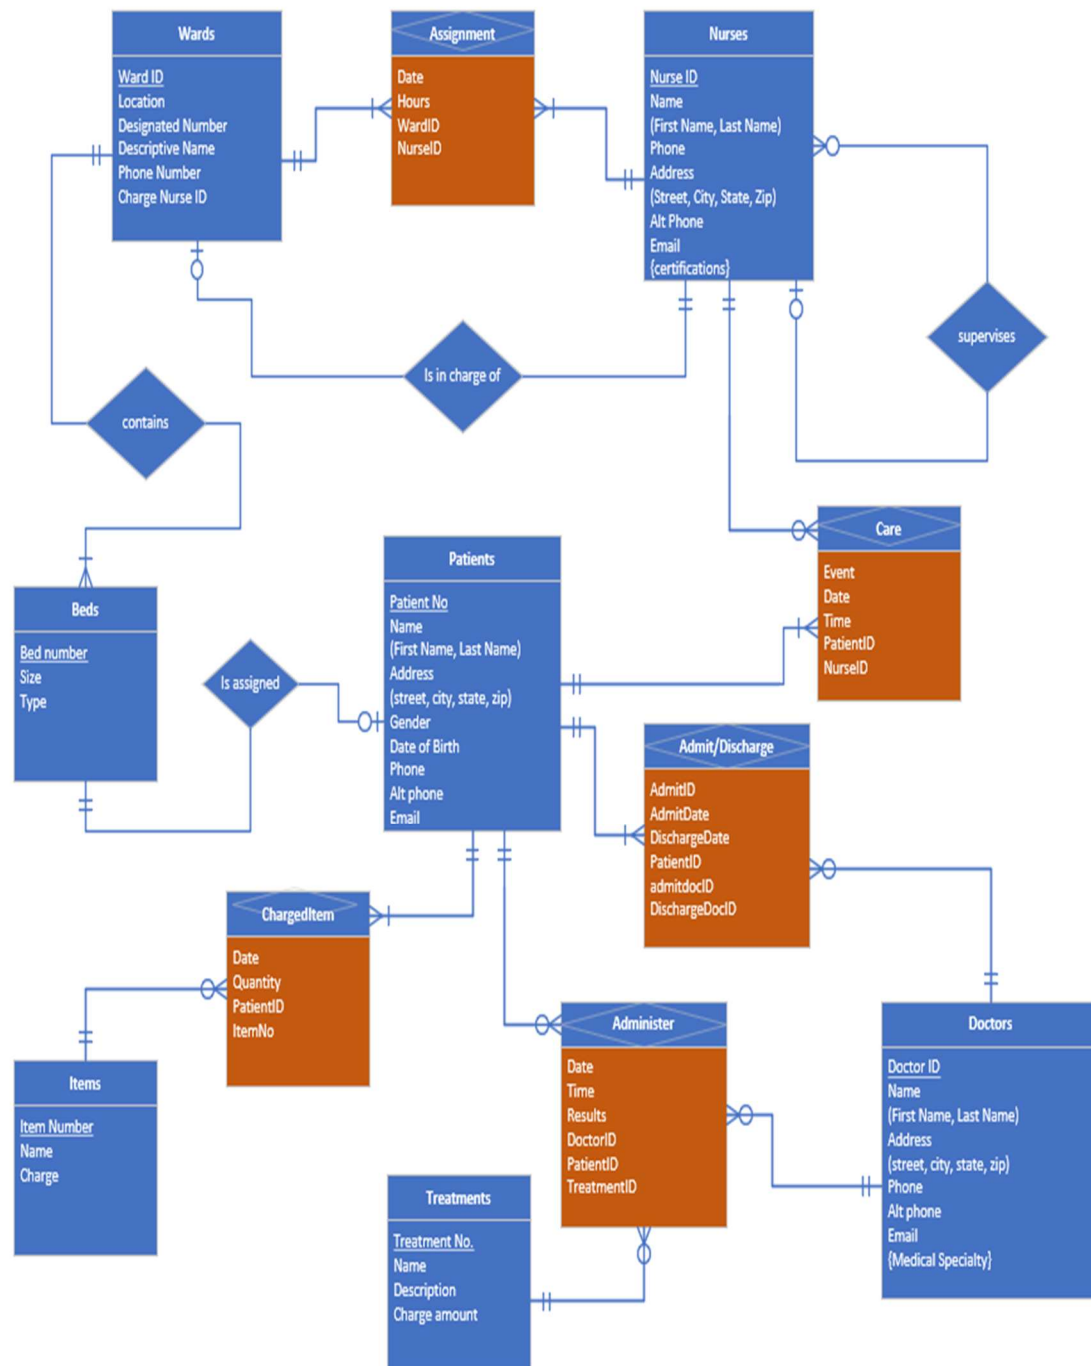 Wards
Ward ID
Location
Designated Number
Descriptive Name
Phone Number
Charge Nurse ID
Assignment
Date
Hours
WardID
NurseID
Nurses
Nurse ID
Name
(First Name, Last Name)
Phone
Address
(Street, City, State, Zip)
Alt Phone
Email
{certifications}
supervises
Is in charge of
contains
Care
Event
Date
Time
PatientID
NurseID
Patients
Patient No
Name
(First Name, Last Name)
Address
(street, city, state, zip)
Gender
Date of Birth
Phone
Alt phone
Email
Beds
Bed number
Size
Type
Is assigned
Admit/Discharge
AdmitID
AdmitDate
DischargeDate
PatientID
admitdocID
DischargeDocID
ChargedItem
Date
Quantity
PatientID
ItemNo
Administer
Date
Time
Results
DoctorID
PatientID
TreatmentID
Doctors
Doctor ID
Name
(First Name, Last Name)
Address
(street, city, state, zip)
Phone
Alt phone
Email
{Medical Specialty}
Items
Item Number
Name
Charge
Treatments
Treatment No.
Name
Description
Charge amount